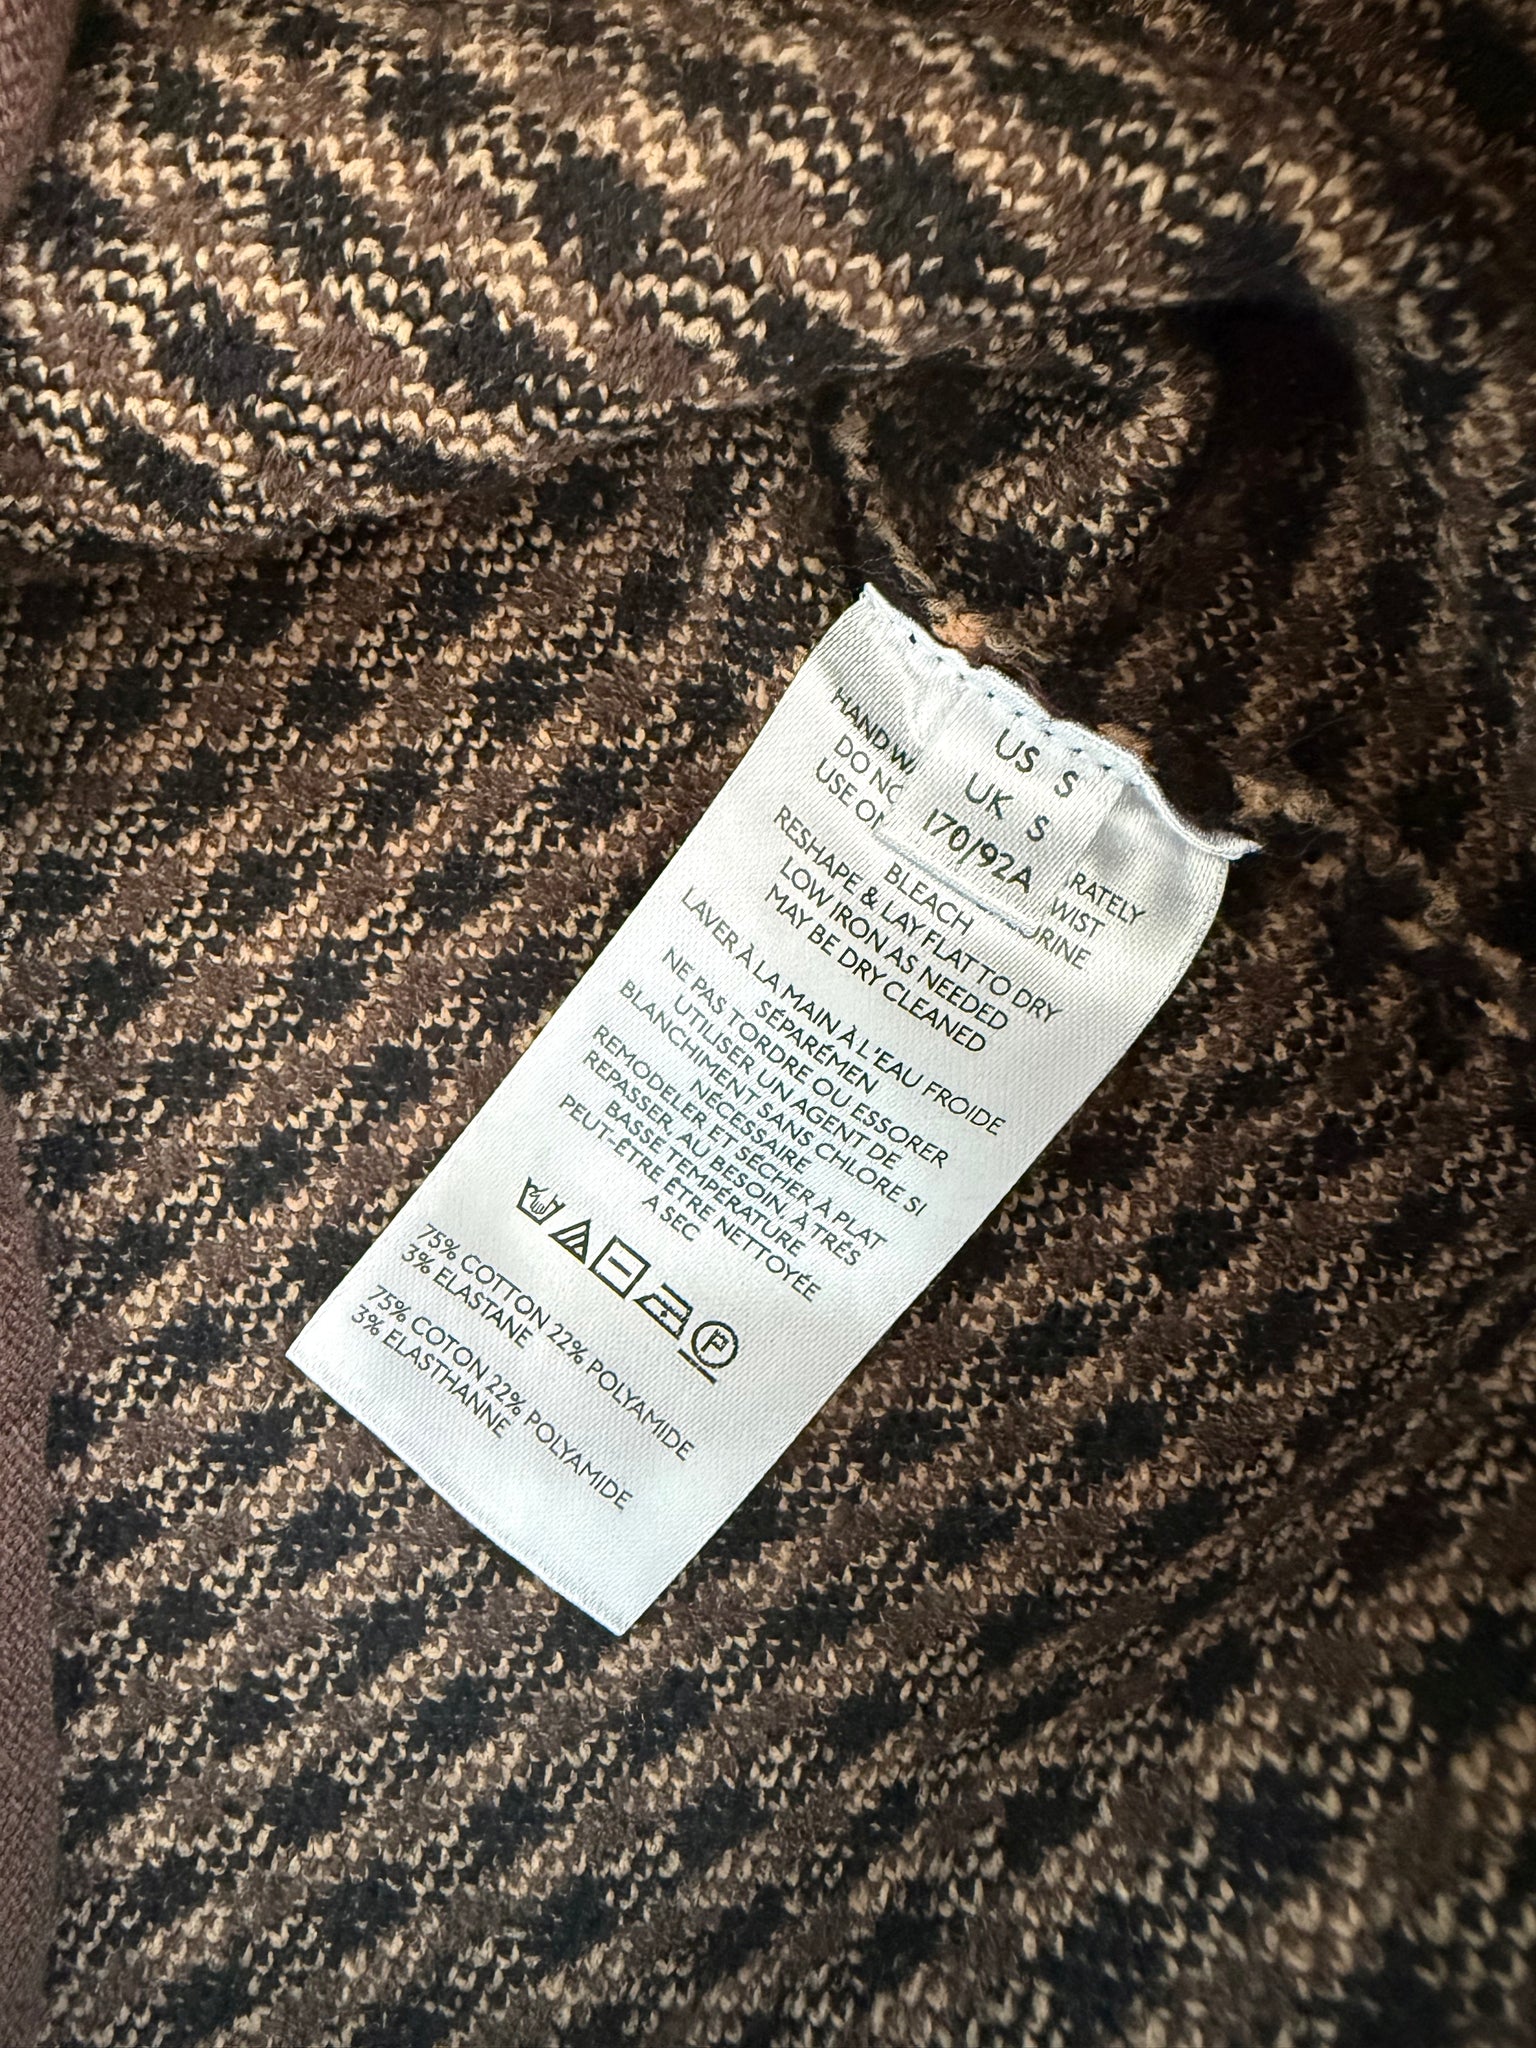 US S
UK S
170/92A
HAND W
DO NO
USE O
RATELY
WIST
ORINE
BLEACH
RESHAPE & LAY FLAT TO DRY
LOW IRON AS NEEDED
MAY BE DRY CLEANED
LAVER À LA MAIN À L'EAU FROIDE
SÉPARÉMEN
NE PAS TORDRE OU ESSORER
UTILISER UN AGENT DE
BLANCHIMENT SANS CHLORE SI
NÉCESSAIRE
REMODELER ET SÉCHER À PLAT
REPASSER, AU BESOIN, À TRÉS
BASSE TEMPÉRATURE
PEUT-ÊTRE ÊTRE NETTOYÉE
A SEC
P
75% COTTON 22% POLYAMIDE
3% ELASTANE
75% COTON 22% POLYAMIDE
3% ELASTHANNE